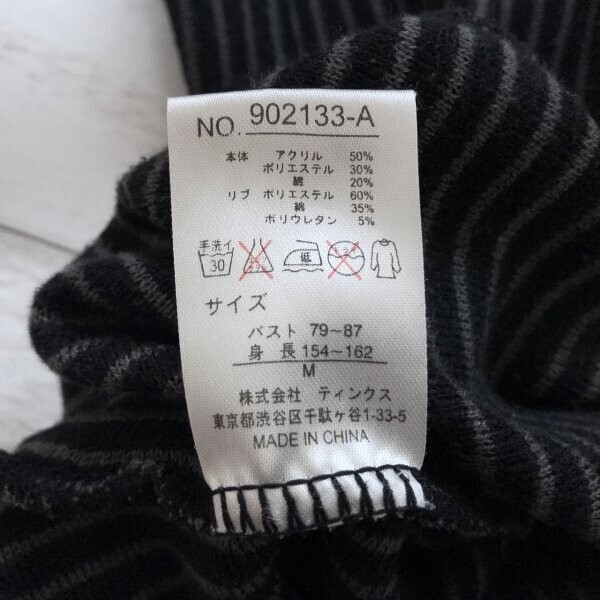 NO. 902133-A
本体 アクリル 50%
ポリエステル 30%
綿 20%
リブ ポリエステル 60%
綿 35%
ポリウレタン 5%
手洗イ
30 低
サイズ
バスト 79~87
身 長 154~162
M
株式会社 ティンクス
東京都渋谷区千駄ヶ谷1-33-5
MADE IN CHINA